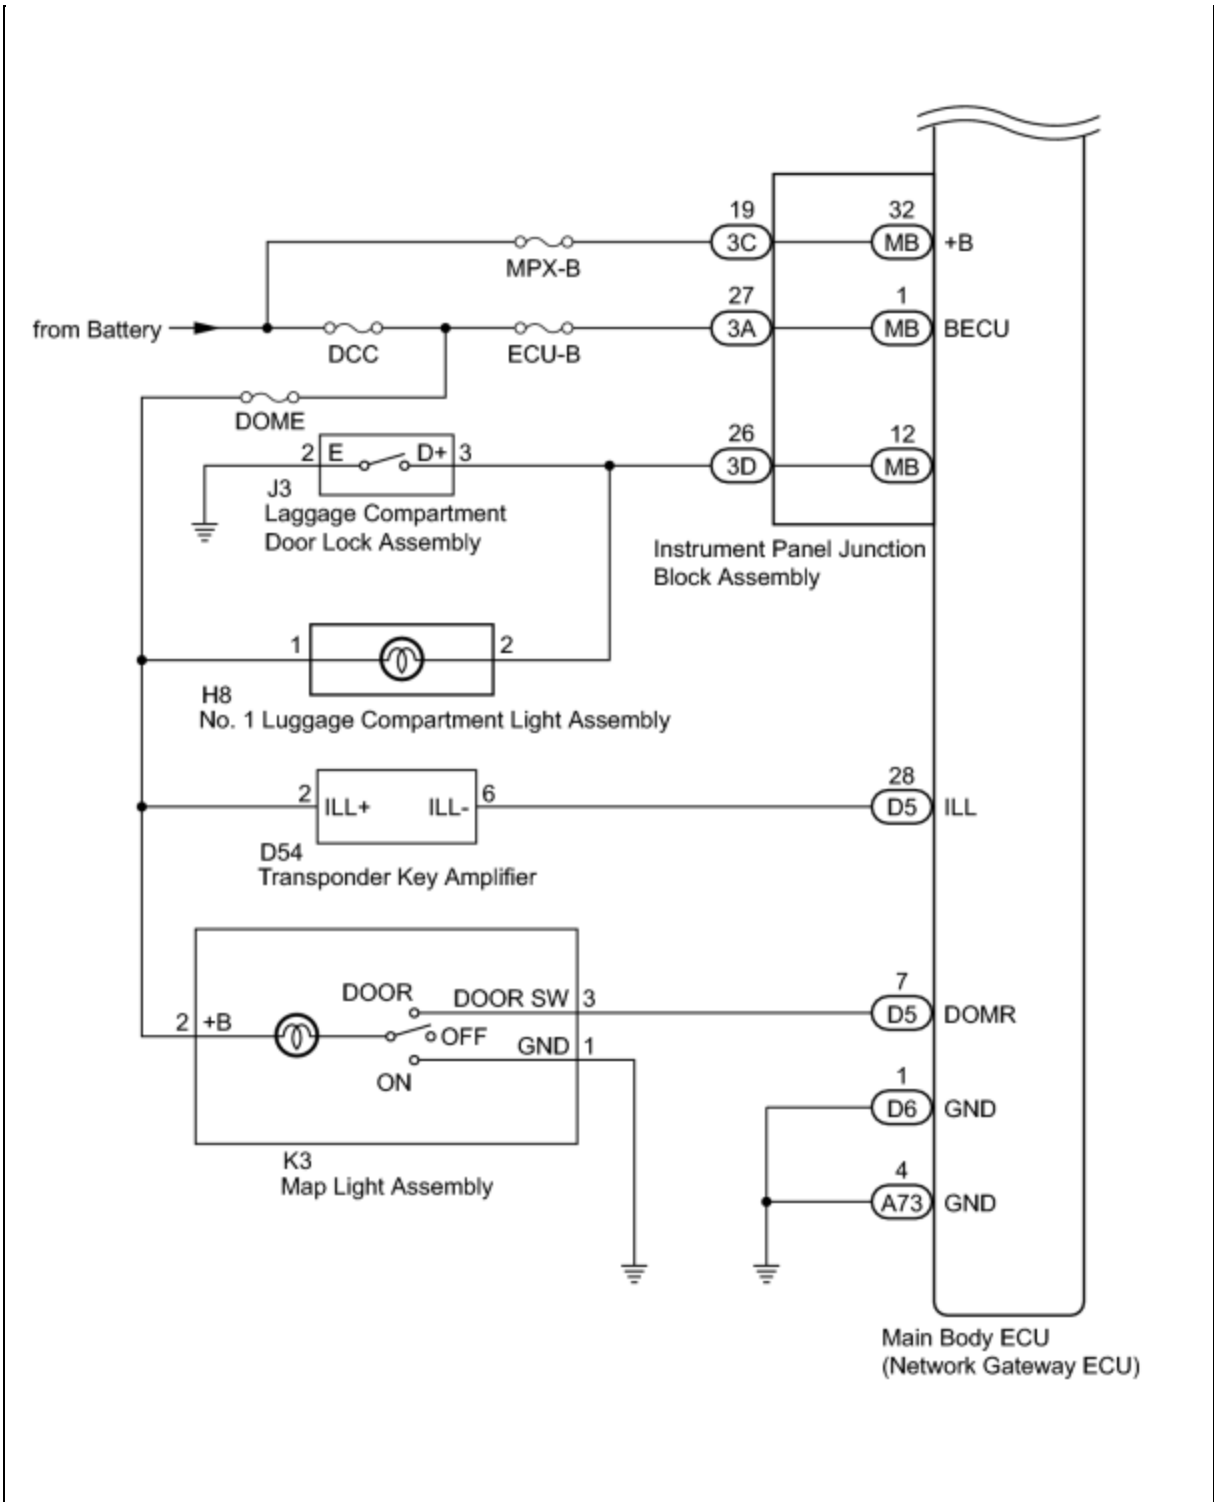 19
32
3C
MB
+B
MPX-B
27
1
from Battery
3A
MB
BECU
DCC
ECU-B
DOME
26
12
2
E
D+
3
3D
MB
J3
Laggage Compartment
Door Lock Assembly
Instrument Panel Junction
Block Assembly
1
2
H8
No. 1 Luggage Compartment Light Assembly
28
2
ILL+
ILL-
6
D5
ILL
D54
Transponder Key Amplifier
7
DOOR
DOOR SW
3
D5
DOMR
2
+B
OFF
GND
1
ON
1
D6
GND
K3
Map Light Assembly
4
A73
GND
Main Body ECU
(Network Gateway ECU)